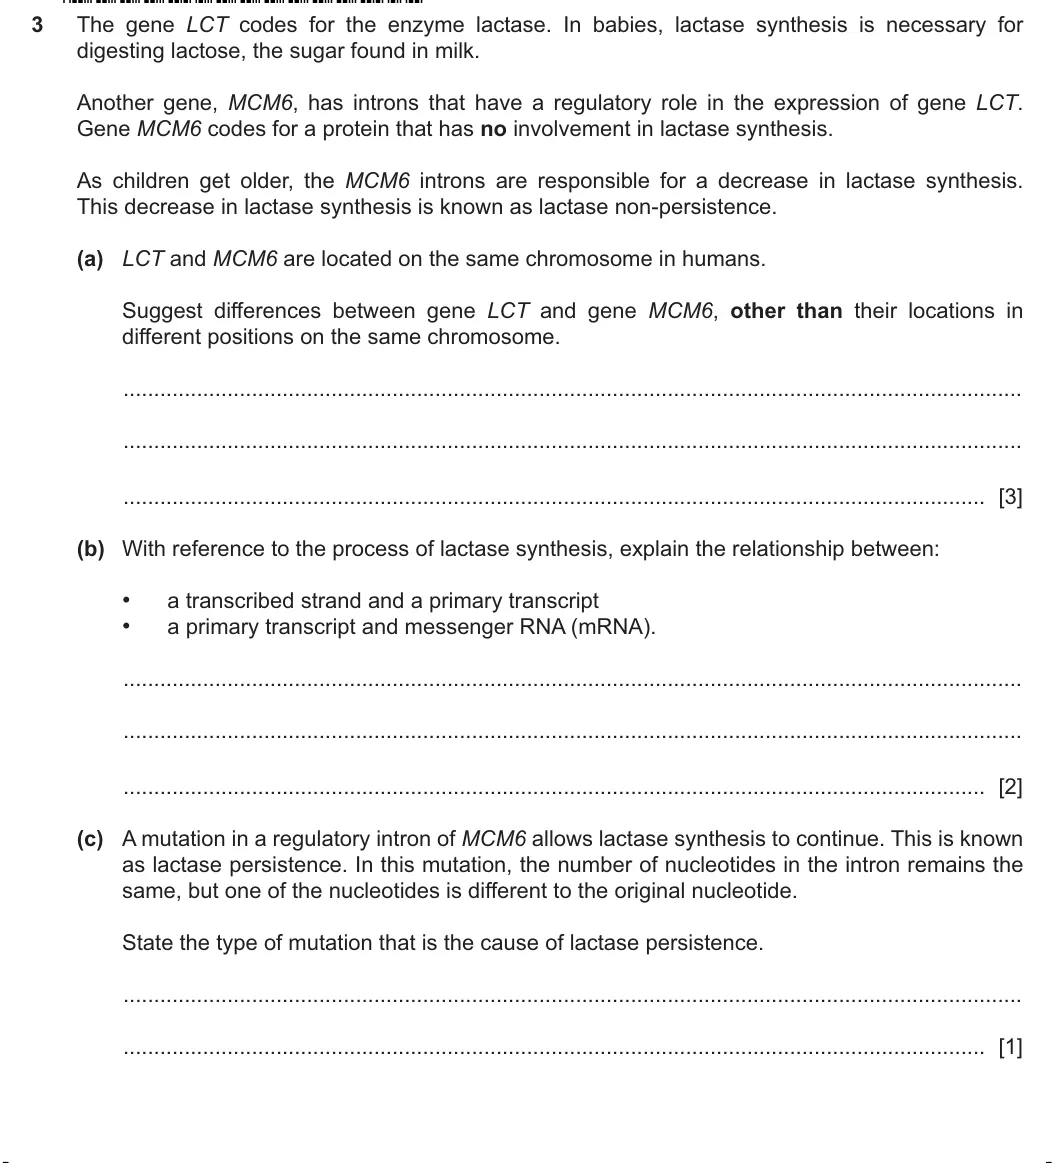 3 The gene LCT codes for the enzyme lactase. In babies, lactase synthesis is necessary for
digesting lactose, the sugar found in milk.
Another gene, MCM6, has introns that have a regulatory role in the expression of gene LCT.
Gene MCM6 codes for a protein that has no involvement in lactase synthesis.
As children get older, the MCM6 introns are responsible for a decrease in lactase synthesis.
This decrease in lactase synthesis is known as lactase non-persistence.
(a) LCT and MCM6 are located on the same chromosome in humans.
Suggest differences between gene LCT and gene MCM6, other than their locations in
different positions on the same chromosome.
[3]
(b) With reference to the process of lactase synthesis, explain the relationship between:
• a transcribed strand and a primary transcript
• a primary transcript and messenger RNA (mRNA).
[2]
(c) A mutation in a regulatory intron of MCM6 allows lactase synthesis to continue. This is known
as lactase persistence. In this mutation, the number of nucleotides in the intron remains the
same, but one of the nucleotides is different to the original nucleotide.
State the type of mutation that is the cause of lactase persistence.
[1]